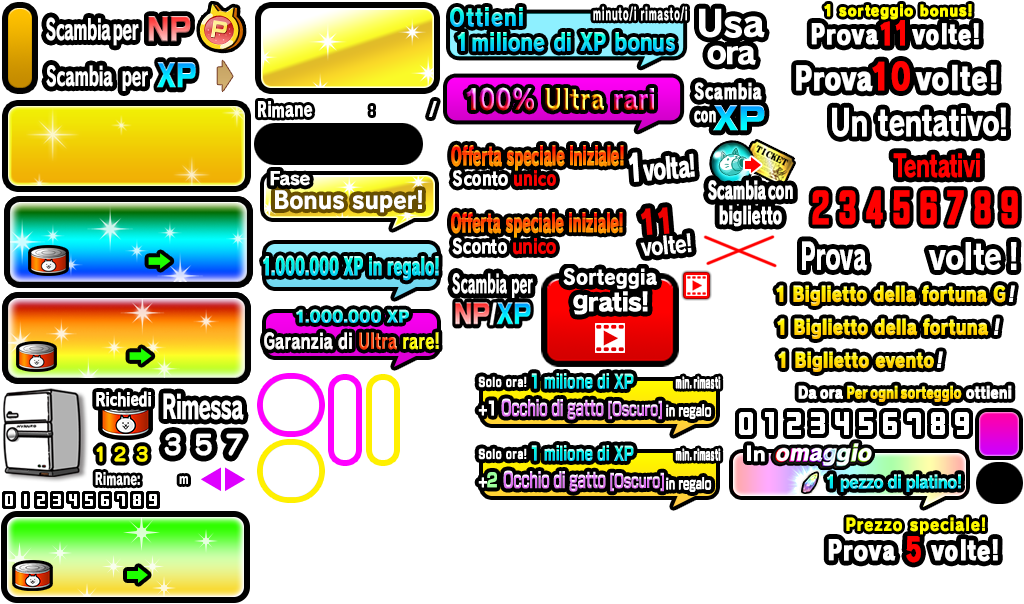 Scambia per NP
P
Scambia per XP
Richiedi
1 2 3
Rimessa
3 5 7
Rimane: m
0 1 2 3 4 5 6 7 8 9
Rimane : /
Fase
Bonus super!
1.000.000 XP in regalo!
1.000.000 XP
Garanzia di Ultra rare!
Ottieni minuto/i rimasto/i
1 milione di XP bonus
100% Ultra rari
Offerta speciale iniziale!
Sconto unico
1 volta!
Offerta speciale iniziale!
Sconto unico
11
volte!
Scambia per
NP/XP
Sorteggia
gratis!
Solo ora! 1 milione di XP min. rimasti
+1 Occhio di gatto [Oscuro] in regalo
Solo ora! 1 milione di XP min. rimasti
+2 Occhio di gatto [Oscuro] in regalo
Usa
ora
Scambia
con XP
TICKET
Scambia con
biglietto
1 sorteggio bonus!
Prova 11 volte!
Prova 10 volte!
Un tentativo!
Tentativi
2 3 4 5 6 7 8 9
Prova volte !
1 Biglietto della fortuna G!
1 Biglietto della fortuna !
1 Biglietto evento!
Da ora Per ogni sorteggio ottieni
0 1 2 3 4 5 6 7 8 9
In omaggio
1 pezzo di platino!
Prezzo speciale!
Prova 5 volte!